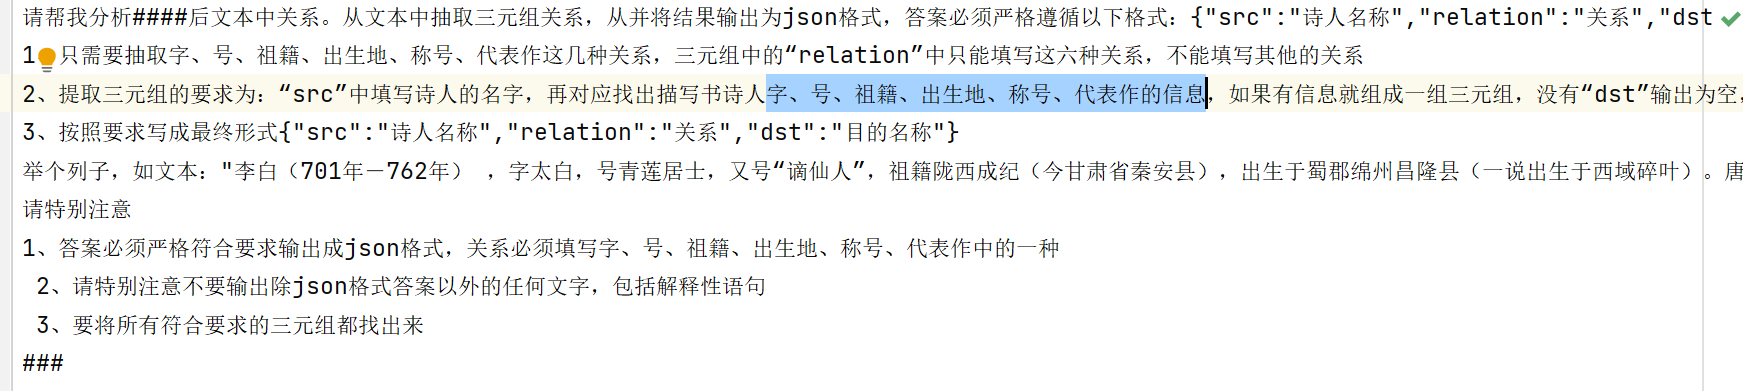 请帮我分析####后文本中关系。从文本中抽取三元组关系，从并将结果输出为json格式，答案必须严格遵循以下格式：{"src":"诗人名称","relation":"关系","dst
1、只需要抽取字、号、祖籍、出生地、称号、代表作这几种关系，三元组中的“relation”中只能填写这六种关系，不能填写其他的关系
2、提取三元组的要求为：“src”中填写诗人的名字，再对应找出描写书诗人字、号、祖籍、出生地、称号、代表作的信息，如果有信息就组成一组三元组，没有“dst”输出为空，
3、按照要求写成最终形式{"src":"诗人名称","relation":"关系","dst":"目的名称"}
举个列子，如文本："李白（701年－762年） ，字太白，号青莲居士，又号“谪仙人”，祖籍陇西成纪（今甘肃省秦安县），出生于蜀郡绵州昌隆县（一说出生于西域碎叶）。唐
请特别注意
1、答案必须严格符合要求输出成json格式，关系必须填写字、号、祖籍、出生地、称号、代表作中的一种
2、请特别注意不要输出除json格式答案以外的任何文字，包括解释性语句
3、要将所有符合要求的三元组都找出来
###